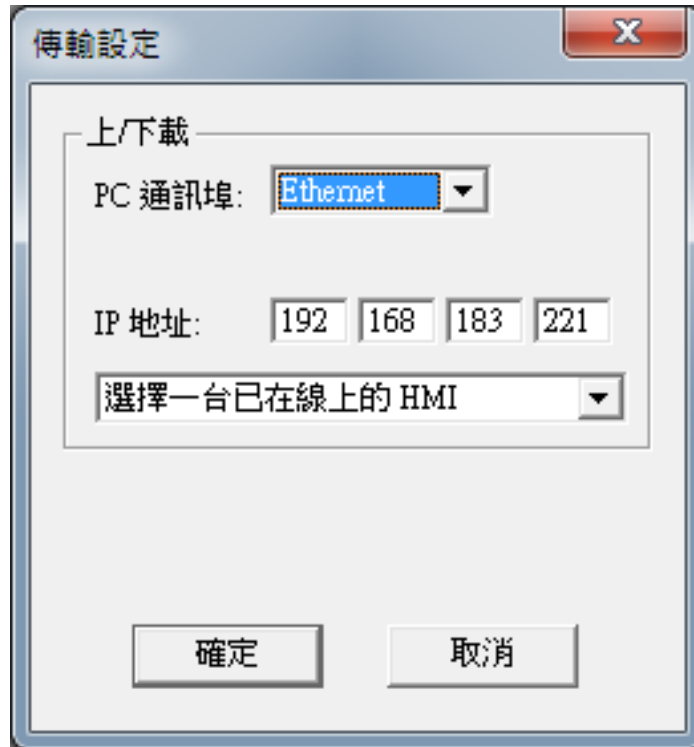 傳輸設定
上/下載
PC 通訊埠: Ethernet
IP 地址: 192 168 183 221
選擇一台已在線上的 HMI
確定 取消